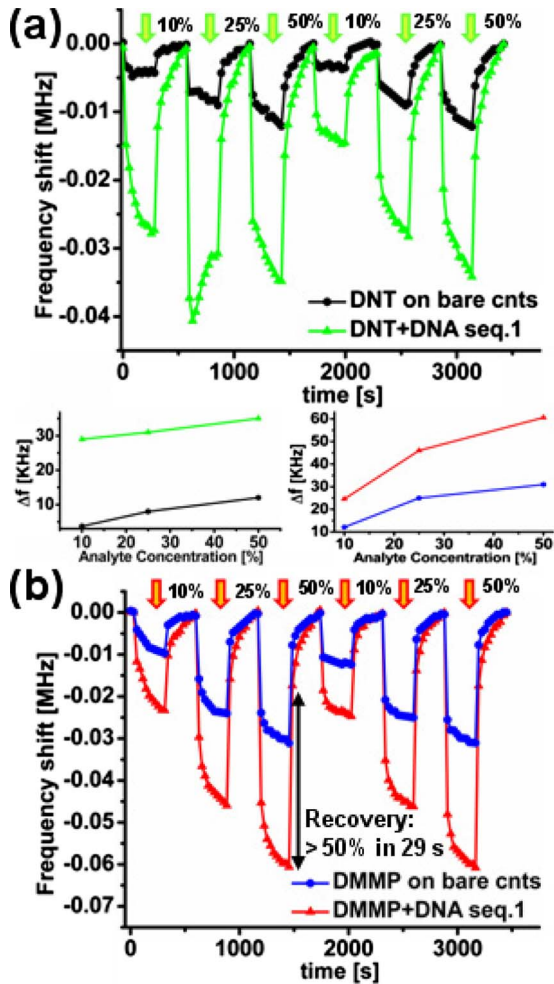 (a)
10% 25% 50% 10% 25% 50%
0.00
-0.01
-0.02
-0.03
-0.04
Frequency shift [MHz]
DNT on bare cnts
DNT+DNA seq.1
0 1000 2000 3000
time [s]
30
10
Δf [KHz]
10 20 30 40 50
Analyte Concentration [%]
60
50
40
30
20
10
Δf [KHz]
10 20 30 40 50
Analyte Concentration [%]
(b)
10% 25% 50% 10% 25% 50%
0.00
-0.01
-0.02
-0.03
-0.04
-0.05
-0.06
-0.07
Frequency shift [MHz]
Recovery:
>50% in 29 s
DMMP on bare cnts
DMMP+DNA seq.1
0 1000 2000 3000
time [s]